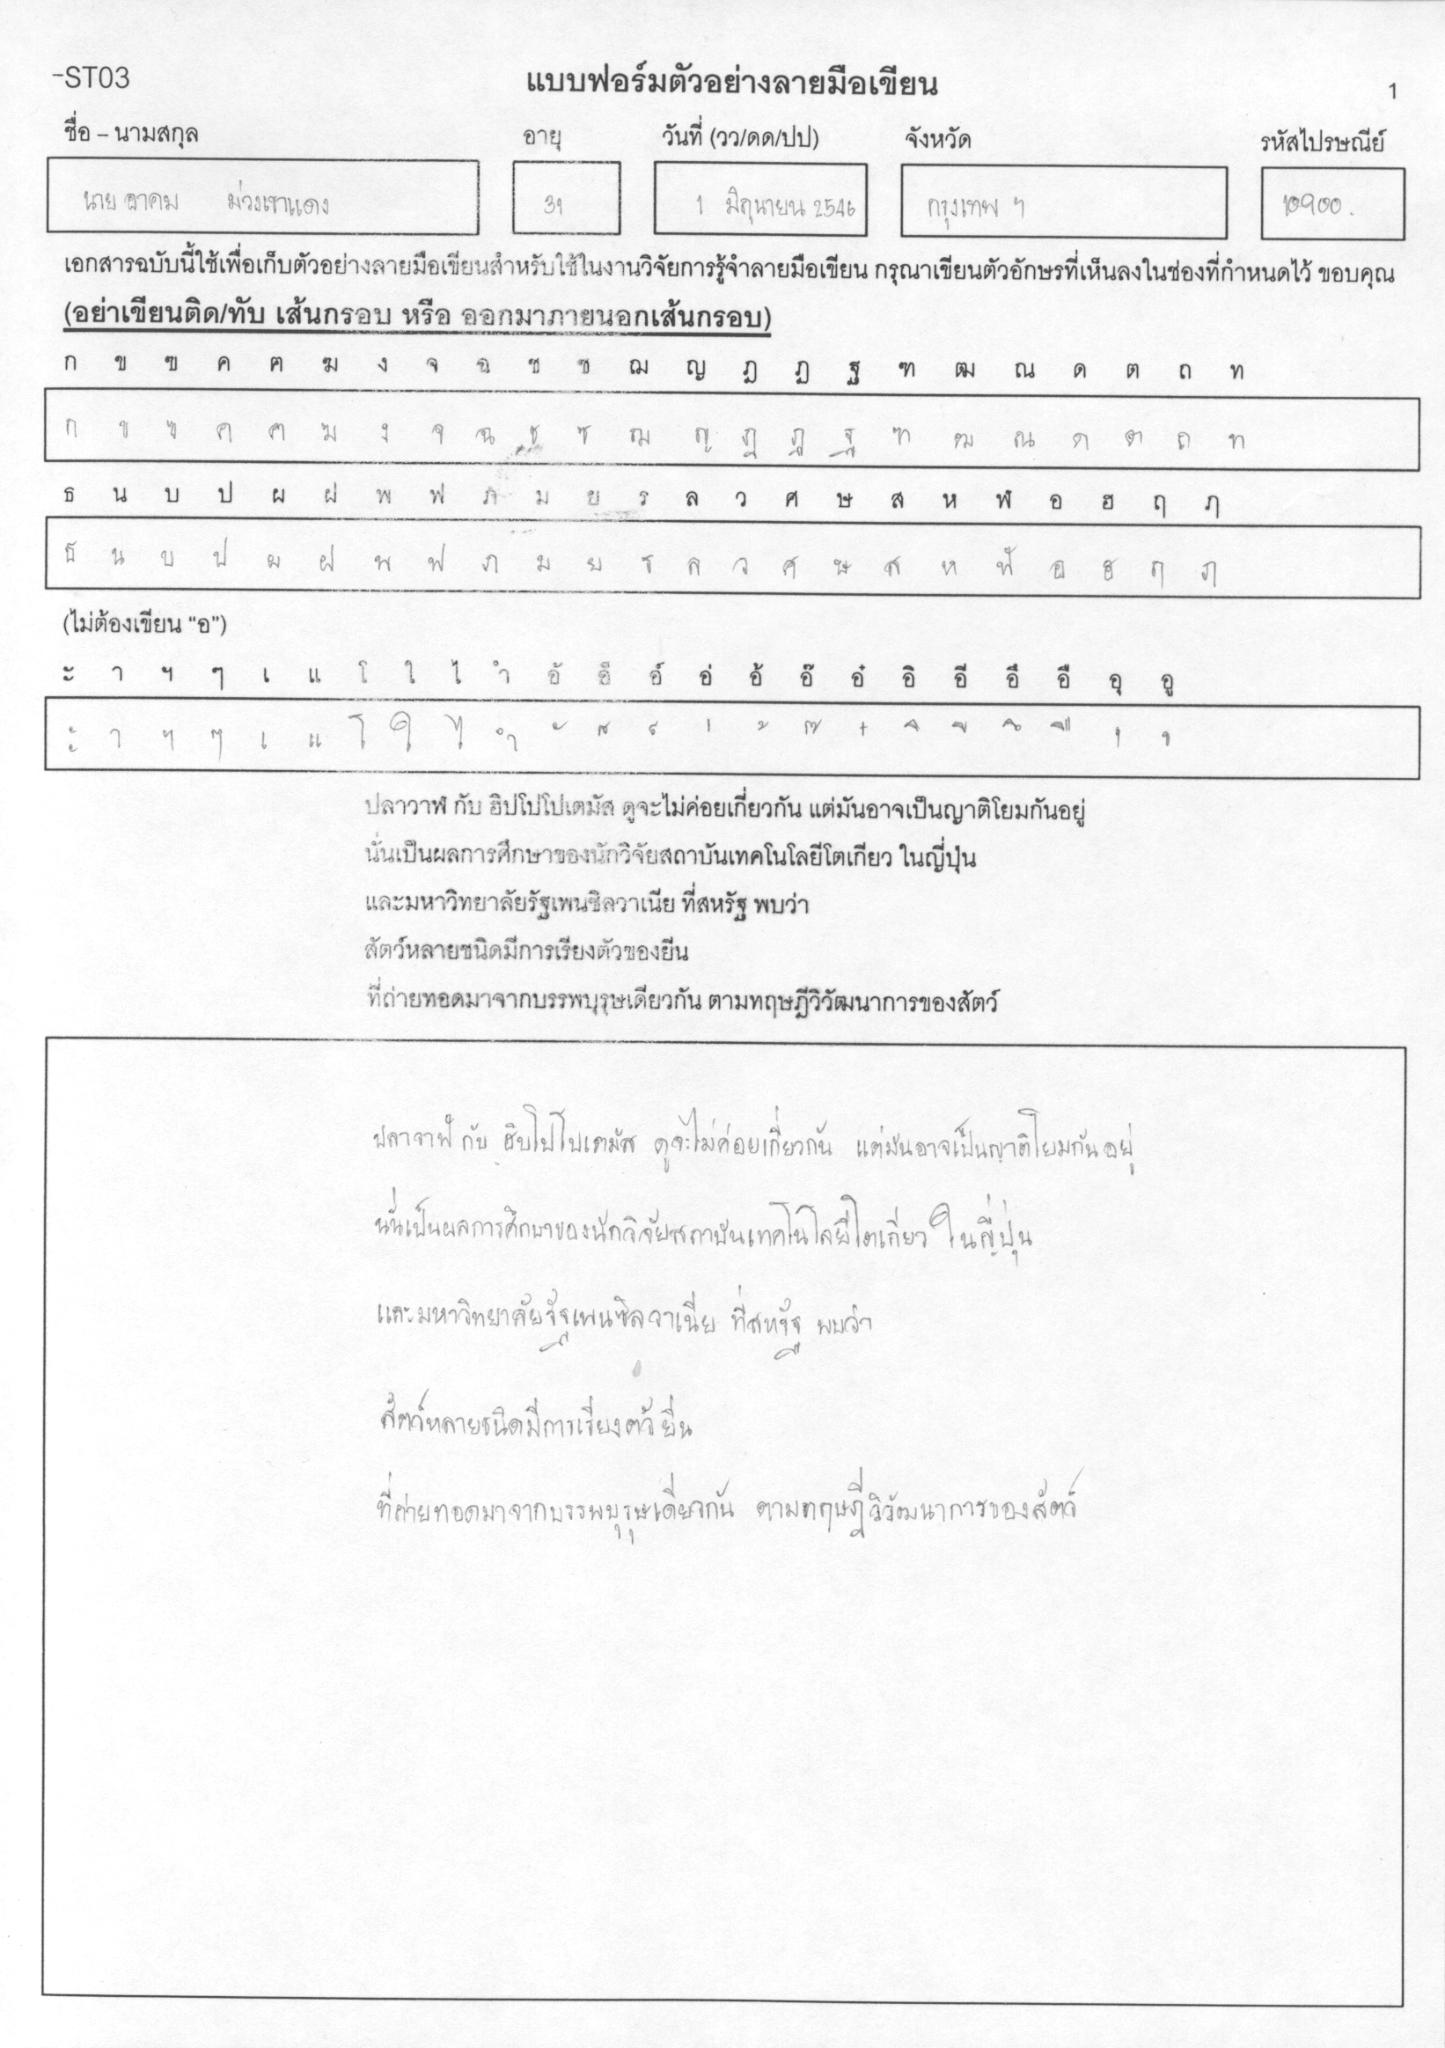 -ST03
แบบฟอร์มตัวอย่างลายมือเขียน
1
ชื่อ – นามสกุล อายุ วันที่ (วว/ดด/ปป) จังหวัด รหัสไปรษณีย์
นาย อาคม ม่วงเขาแดง 31 1 มิถุนายน 2546 กรุงเทพ ฯ 10900.
เอกสารฉบับนี้ใช้เพื่อเก็บตัวอย่างลายมือเขียนสำหรับใช้ในงานวิจัยการรู้จำลายมือเขียน กรุณาเขียนตัวอักษรที่เห็นลงในช่องที่กำหนดไว้ ขอบคุณ
(อย่าเขียนติด/ทับ เส้นกรอบ หรือ ออกมาภายนอกเส้นกรอบ)
ก ข ฃ ค ฅ ฆ ง จ ฉ ช ซ ฌ ญ ฎ ฏ ฐ ฑ ฒ ณ ด ต ถ ท
ก ข ฃ ค ฅ ฆ ง จ ฉ ช ซ ฌ ญ ฎ ฏ ฐ ฑ ฒ ณ ด ต ถ ท
ธ น บ ป ผ ฝ พ ฟ ภ ม ย ร ล ว ศ ษ ส ห ฬ อ ฮ ฤ ฦ
ธ น บ ป ผ ฝ พ ฟ ภ ม ย ร ล ว ศ ษ ส ห ฬ อ ฮ ฤ ฦ
(ไม่ต้องเขียน “อ”)
ะ า ฯ ๆ เ แ โ ใ ไ ำ อั อ็ อ์ อ่ อ้ อ๊ อ๋ อิ อี อึ อื อุ อู
ะ า ฯ ๆ เ แ โ ใ ไ ำ ั ็ ์ ่ ้ ๊ ๋ ิ ี ึ ื ุ ู
ปลาวาฬ กับ ฮิปโปโปเตมัส ดูจะไม่ค่อยเกี่ยวกัน แต่มันอาจเป็นญาติโยมกันอยู่
นั่นเป็นผลการศึกษาของนักวิจัยสถาบันเทคโนโลยีโตเกียว ในญี่ปุ่น
และมหาวิทยาลัยรัฐเพนซิลวาเนีย ที่สหรัฐ พบว่า
สัตว์หลายชนิดมีการเรียงตัวของยีน
ที่ถ่ายทอดมาจากบรรพบุรุษเดียวกัน ตามทฤษฎีวิวัฒนาการของสัตว์
ปลาวาฬ กับ ฮิปโปโปเตมัส ดูจะไม่ค่อยเกี่ยวกัน แต่มันอาจเป็นญาติโยมกันอยู่
นั่นเป็นผลการศึกษาของนักวิจัยสถาบันเทคโนโลยีโตเกี่ยว ในญี่ปุ่น
และมหาวิทยาลัยรัฐเพนซิลวาเนีย ที่สหรัฐ พบว่า
สัตว์หลายชนิดมีการเรียงตัว ยีน
ที่ถ่ายทอดมาจากบรรพบุรุษเดียวกัน ตามทฤษฎีวิวัฒนาการของสัตว์